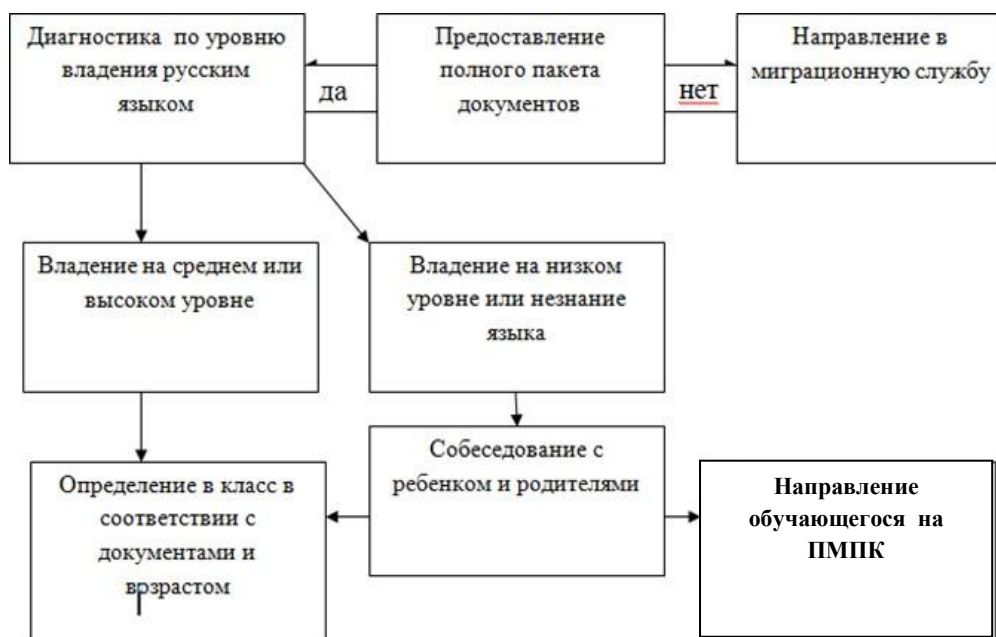 Диагностика по уровню
владения русским
языком
да
Предоставление
полного пакета
документов
нет
Направление в
миграционную службу
Владение на среднем или
высоком уровне
Владение на низком
уровне или незнание
языка
Собеседование с
ребенком и родителями
Определение в класс в
соответствии с
документами и
возрастом
Направление
обучающегося на
ПМПК